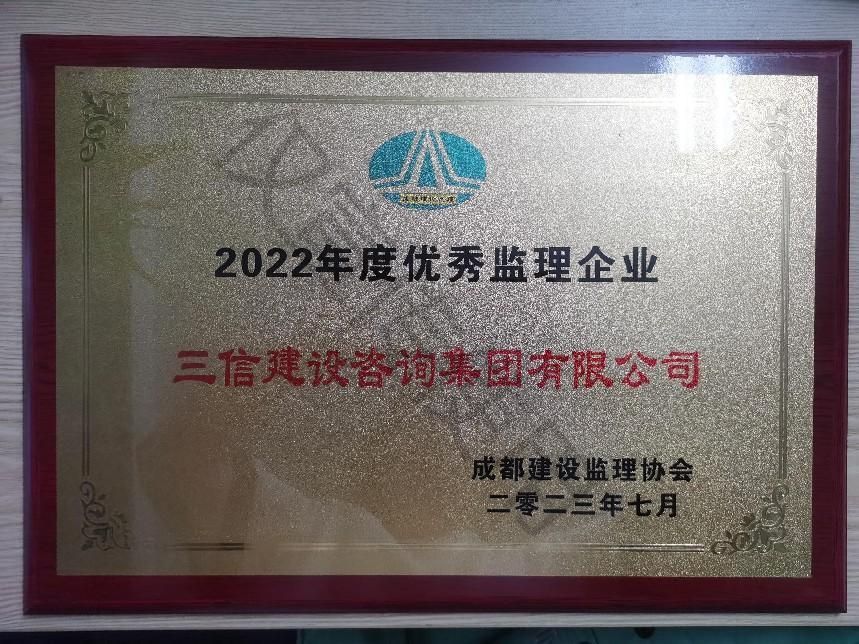 2022年度优秀监理企业
三信建设咨询集团有限公司
成都建设监理协会
二零二三年七月